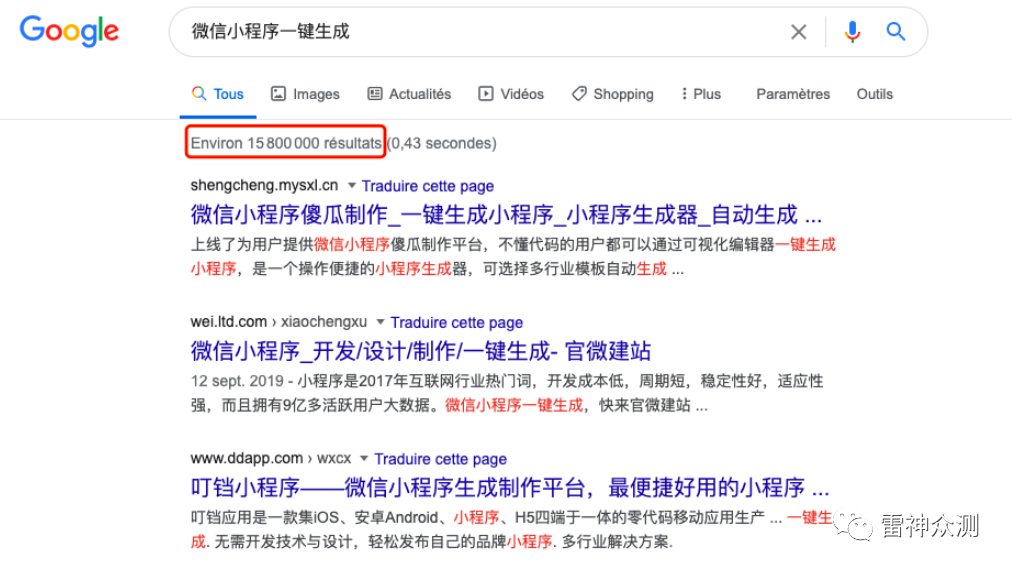 Google
微信小程序一键生成
Tous Images Actualités Vidéos Shopping Plus Paramètres Outils
Environ 15 800 000 résultats (0,43 secondes)
shengcheng.mysxl.cn Traduire cette page
微信小程序傻瓜制作_一键生成小程序_小程序生成器_自动生成 ...
上线了为用户提供微信小程序傻瓜制作平台，不懂代码的用户都可以通过可视化编辑器一键生成
小程序，是一个操作便捷的小程序生成器，可选择多行业模板自动生成 ...
wei.ltd.com › xiaochengxu Traduire cette page
微信小程序_开发/设计/制作/一键生成- 官微建站
12 sept. 2019 - 小程序是2017年互联网行业热门词，开发成本低，周期短，稳定性好，适应性
强，而且拥有9亿多活跃用户大数据。微信小程序一键生成，快来官微建站 ...
www.ddapp.com › wxcx Traduire cette page
叮铛小程序——微信小程序生成制作平台，最便捷好用的小程序 ...
叮铛应用是一款集iOS、安卓Android、小程序、H5四端于一体的零代码移动应用生产 ... 一键生
成. 无需开发技术与设计，轻松发布自己的品牌小程序. 多行业解决方案.
雷神众测